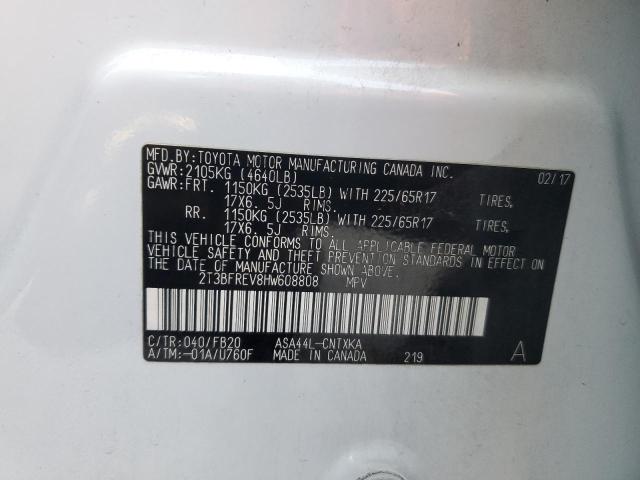 MFD.BY:TOYOTA MOTOR MANUFACTURING CANADA INC. 02/17
GVWR:2105KG (4640LB)
GAWR:FRT. 1150KG (2535LB) WITH 225/65R17 TIRES,
17X6. 5J RIMS.
RR. 1150KG (2535LB) WITH 225/65R17 TIRES,
17X6. 5J RIMS.
THIS VEHICLE CONFORMS TO ALL APPLICABLE FEDERAL MOTOR
VEHICLE SAFETY AND THEFT PREVENTION STANDARDS IN EFFECT ON
THE DATE OF MANUFACTURE SHOWN ABOVE.
2T3BFREV8HW608808 MPV
C/TR:040/FB20 ASA44L-CNTXKA
A/TM:-01A/U760F MADE IN CANADA 219 A